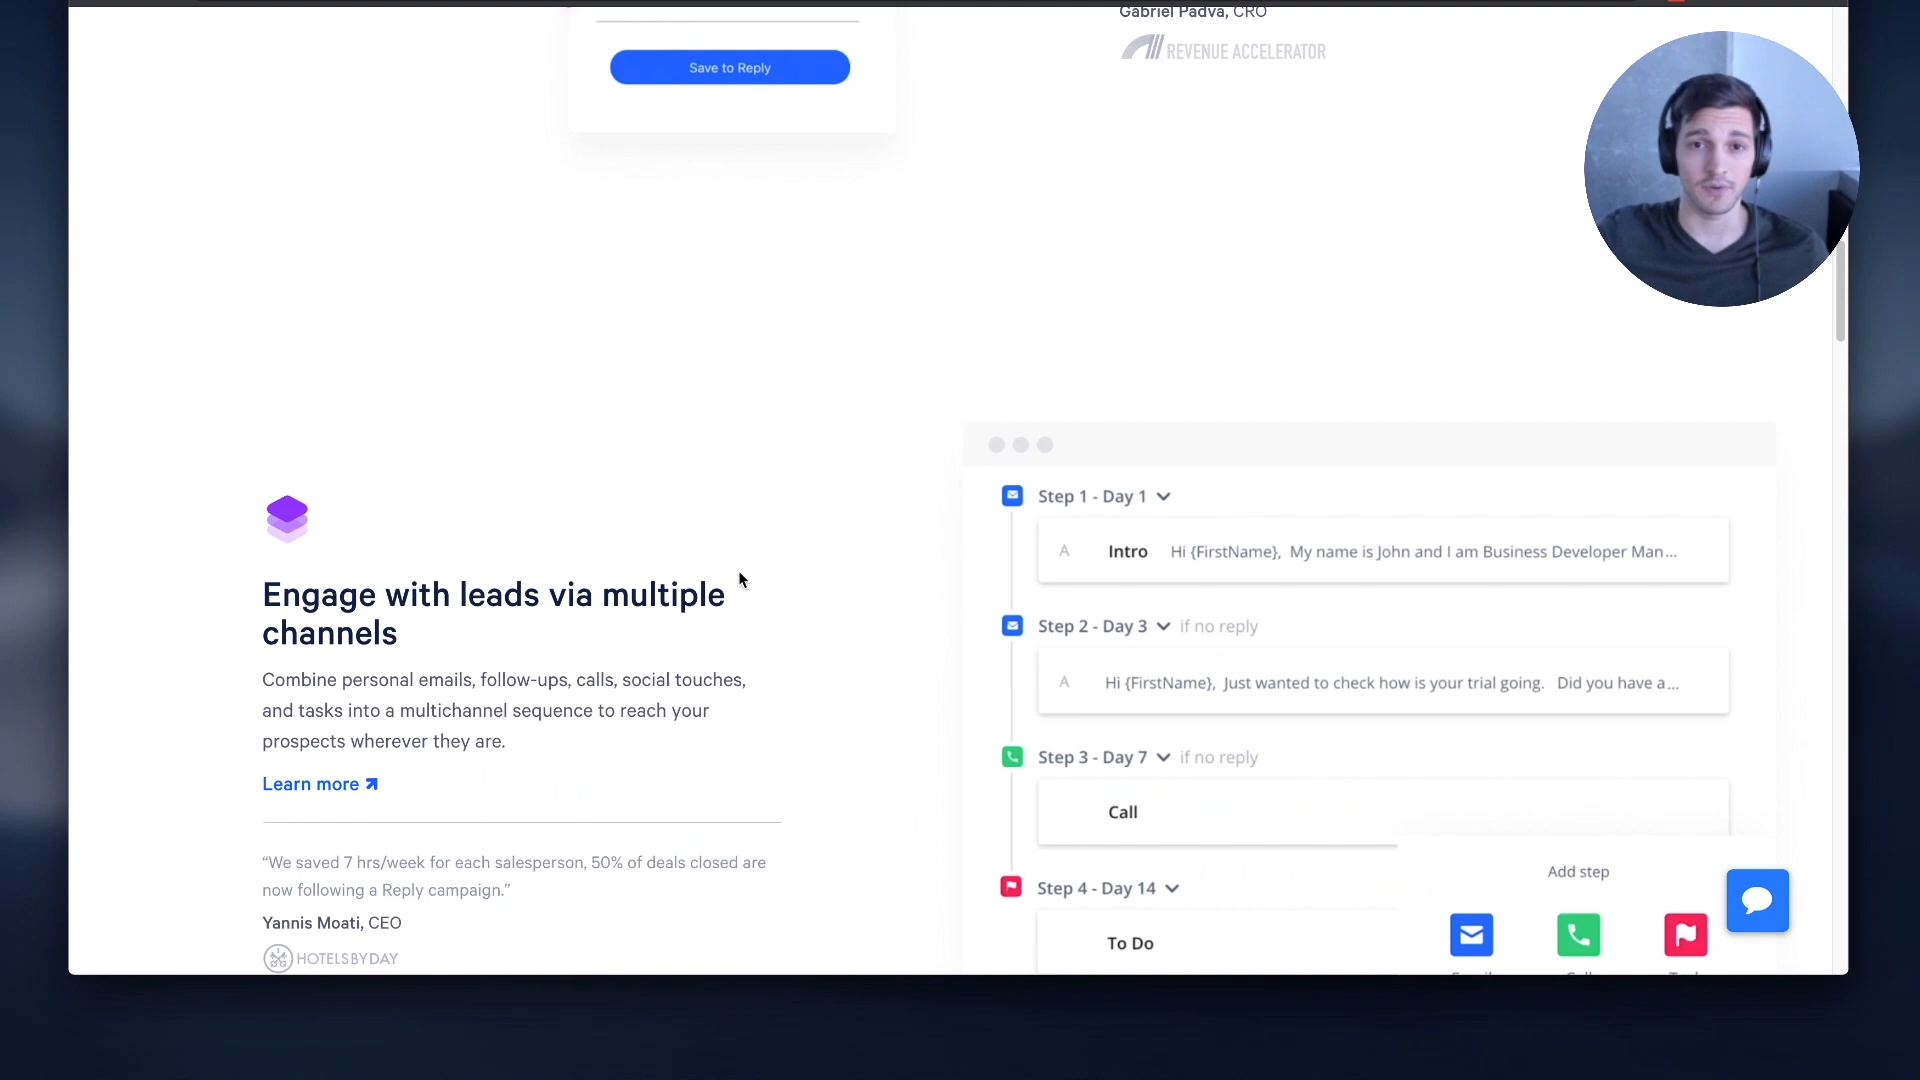 Gabriel Padva, CRO
REVENUE ACCELERATOR
Save to Reply
Engage with leads via multiple
channels
Combine personal emails, follow-ups, calls, social touches,
and tasks into a multichannel sequence to reach your
prospects wherever they are.
Learn more
“We saved 7 hrs/week for each salesperson, 50% of deals closed are
now following a Reply campaign.”
Yannis Moati, CEO
HOTELSBYDAY
Step 1 - Day 1
A Intro Hi {FirstName}, My name is John and I am Business Developer Man...
Step 2 - Day 3 if no reply
A Hi {FirstName}, Just wanted to check how is your trial going. Did you have a...
Step 3 - Day 7 if no reply
Call
Step 4 - Day 14
To Do
Add step